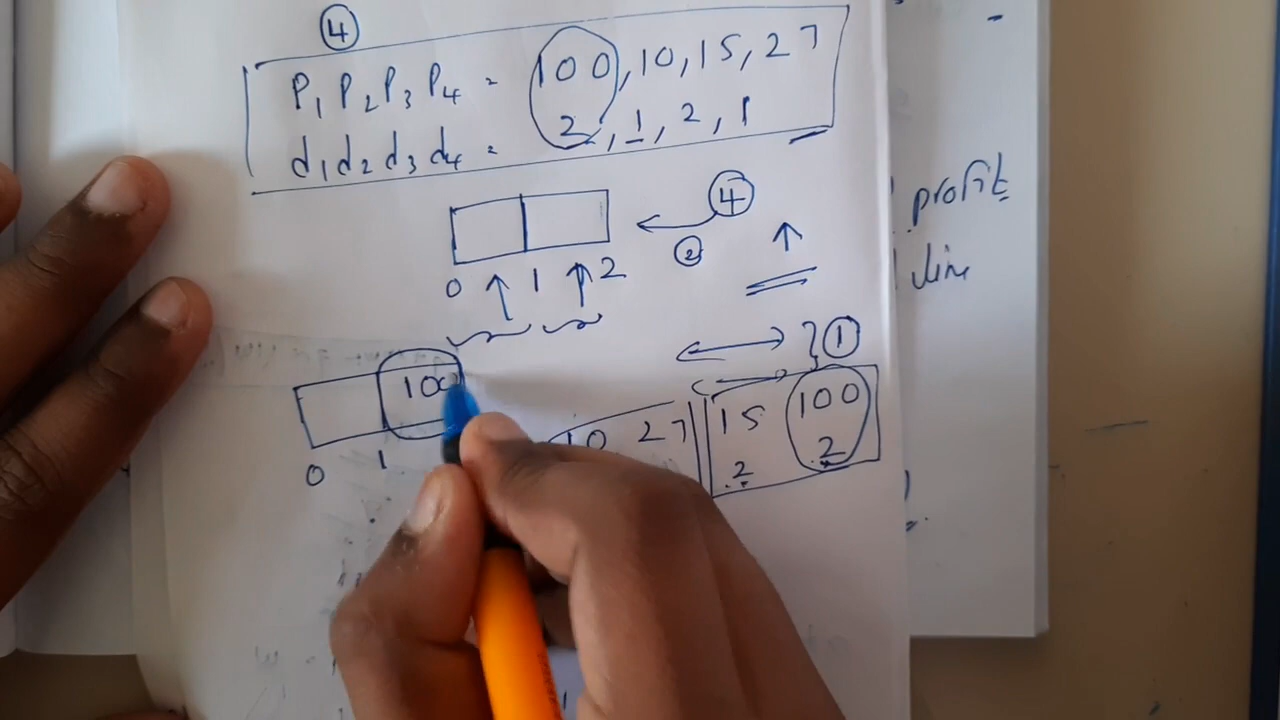 ④
P₁ P₂ P₃ P₄ = 100, 10, 15, 27
d₁ d₂ d₃ d₄ = 2, 1, 2, 1
④
②
0 1 2
profit
①
100
15 100
10 27
2 2
0 1